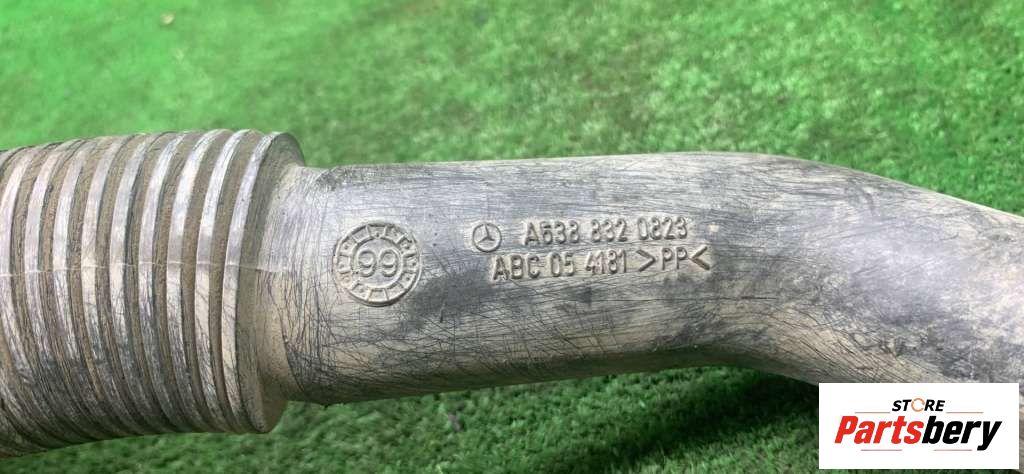 99
A638 832 0823
ABC 05 4181 >PP<
STORE
Partsbery